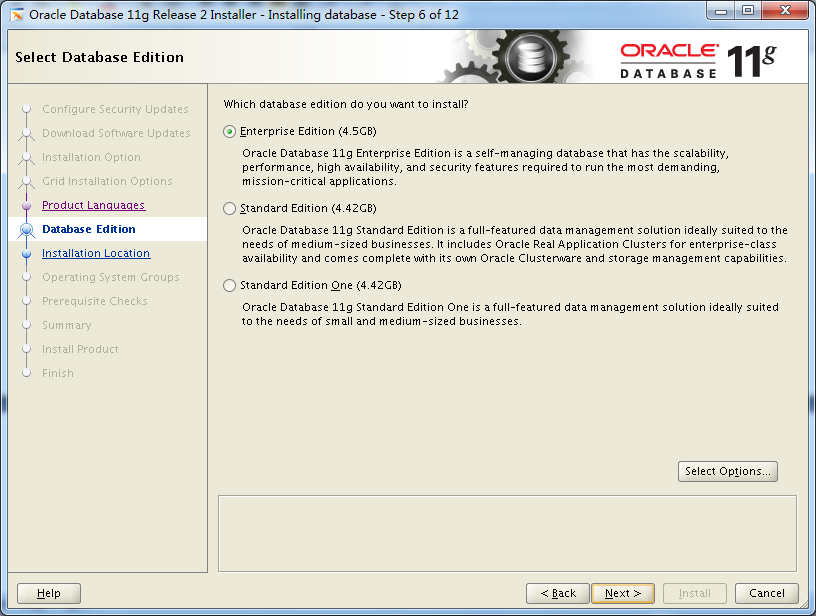 Oracle Database 11g Release 2 Installer - Installing database - Step 6 of 12
Select Database Edition
ORACLE
DATABASE
11g
Configure Security Updates
Download Software Updates
Installation Option
Grid Installation Options
Product Languages
Database Edition
Installation Location
Operating System Groups
Prerequisite Checks
Summary
Install Product
Finish
Which database edition do you want to install?
Enterprise Edition (4.5GB)
Oracle Database 11g Enterprise Edition is a self-managing database that has the scalability,
performance, high availability, and security features required to run the most demanding,
mission-critical applications.
Standard Edition (4.42GB)
Oracle Database 11g Standard Edition is a full-featured data management solution ideally suited to the
needs of medium-sized businesses. It includes Oracle Real Application Clusters for enterprise-class
availability and comes complete with its own Oracle Clusterware and storage management capabilities.
Standard Edition One (4.42GB)
Oracle Database 11g Standard Edition One is a full-featured data management solution ideally suited
to the needs of small and medium-sized businesses.
Select Options...
Help
< Back
Next >
Install
Cancel